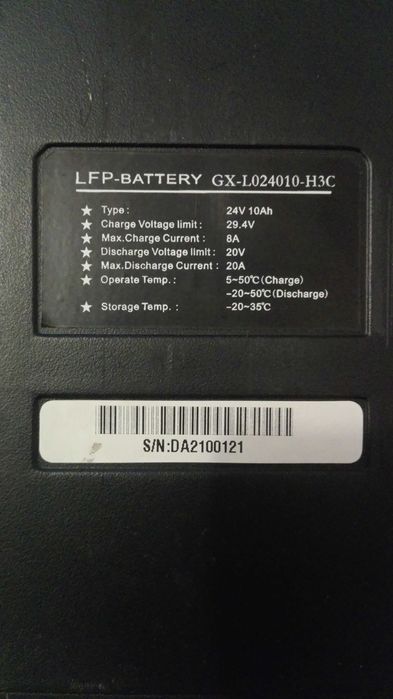 LFP-BATTERY GX-L024010-H3C
★ Type : 24V 10Ah
★ Charge Voltage limit : 29.4V
★ Max.Charge Current : 8A
★ Discharge Voltage limit : 20V
★ Max.Discharge Current : 20A
★ Operate Temp. : 5~50℃(Charge)
-20~50℃(Discharge)
★ Storage Temp. : -20~35℃
S/N:DA2100121